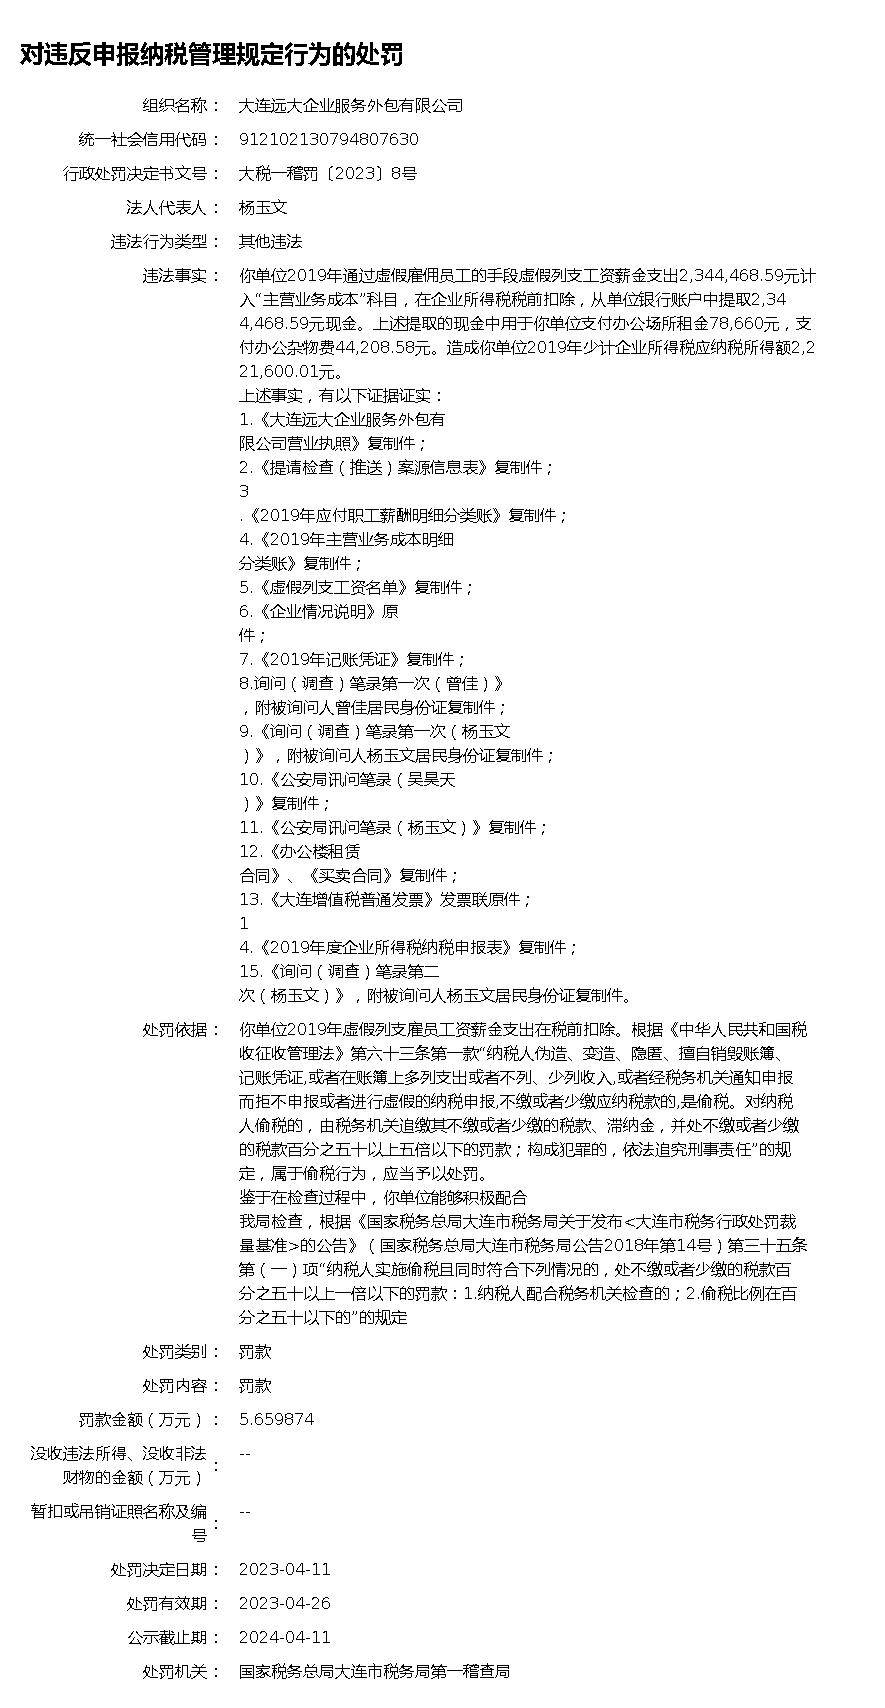 对违反申报纳税管理规定行为的处罚
组织名称： 大连远大企业服务外包有限公司
统一社会信用代码： 912102130794807630
行政处罚决定书文号： 大税一稽罚〔2023〕8号
法人代表人： 杨玉文
违法行为类型： 其他违法
违法事实： 你单位2019年通过虚假雇佣员工的手段虚假列支工资薪金支出2,344,468.59元计
入“主营业务成本”科目，在企业所得税税前扣除，从单位银行账户中提取2,34
4,468.59元现金。上述提取的现金中用于你单位支付办公场所租金78,660元，支
付办公杂物费44,208.58元。造成你单位2019年少计企业所得税应纳税所得额2,2
21,600.01元。
上述事实，有以下证据证实：
1.《大连远大企业服务外包有
限公司营业执照》复制件；
2.《提请检查（推送）案源信息表》复制件；
3
.《2019年应付职工薪酬明细分类账》复制件；
4.《2019年主营业务成本明细
分类账》复制件；
5.《虚假列支工资名单》复制件；
6.《企业情况说明》原
件；
7.《2019年记账凭证》复制件；
8.询问（调查）笔录第一次（曾佳）》
，附被询问人曾佳居民身份证复制件；
9.《询问（调查）笔录第一次（杨玉文
）》，附被询问人杨玉文居民身份证复制件；
10.《公安局讯问笔录（吴昊天
）》复制件；
11.《公安局讯问笔录（杨玉文）》复制件；
12.《办公楼租赁
合同》、《买卖合同》复制件；
13.《大连增值税普通发票》发票联原件；
1
4.《2019年度企业所得税纳税申报表》复制件；
15.《询问（调查）笔录第二
次（杨玉文）》，附被询问人杨玉文居民身份证复制件。
处罚依据： 你单位2019年虚假列支雇员工资薪金支出在税前扣除。根据《中华人民共和国税
收征收管理法》第六十三条第一款“纳税人伪造、变造、隐匿、擅自销毁账簿、
记账凭证,或者在账簿上多列支出或者不列、少列收入,或者经税务机关通知申报
而拒不申报或者进行虚假的纳税申报,不缴或者少缴应纳税款的,是偷税。对纳税
人偷税的，由税务机关追缴其不缴或者少缴的税款、滞纳金，并处不缴或者少缴
的税款百分之五十以上五倍以下的罚款；构成犯罪的，依法追究刑事责任”的规
定，属于偷税行为，应当予以处罚。
鉴于在检查过程中，你单位能够积极配合
我局检查，根据《国家税务总局大连市税务局关于发布<大连市税务行政处罚裁
量基准>的公告》（国家税务总局大连市税务局公告2018年第14号）第三十五条
第（一）项“纳税人实施偷税且同时符合下列情况的，处不缴或者少缴的税款百
分之五十以上一倍以下的罚款：1.纳税人配合税务机关检查的；2.偷税比例在百
分之五十以下的”的规定
处罚类别： 罚款
处罚内容： 罚款
罚款金额（万元）： 5.659874
没收违法所得、没收非法
财物的金额（万元）： --
暂扣或吊销证照名称及编
号： --
处罚决定日期： 2023-04-11
处罚有效期： 2023-04-26
公示截止期： 2024-04-11
处罚机关： 国家税务总局大连市税务局第一稽查局